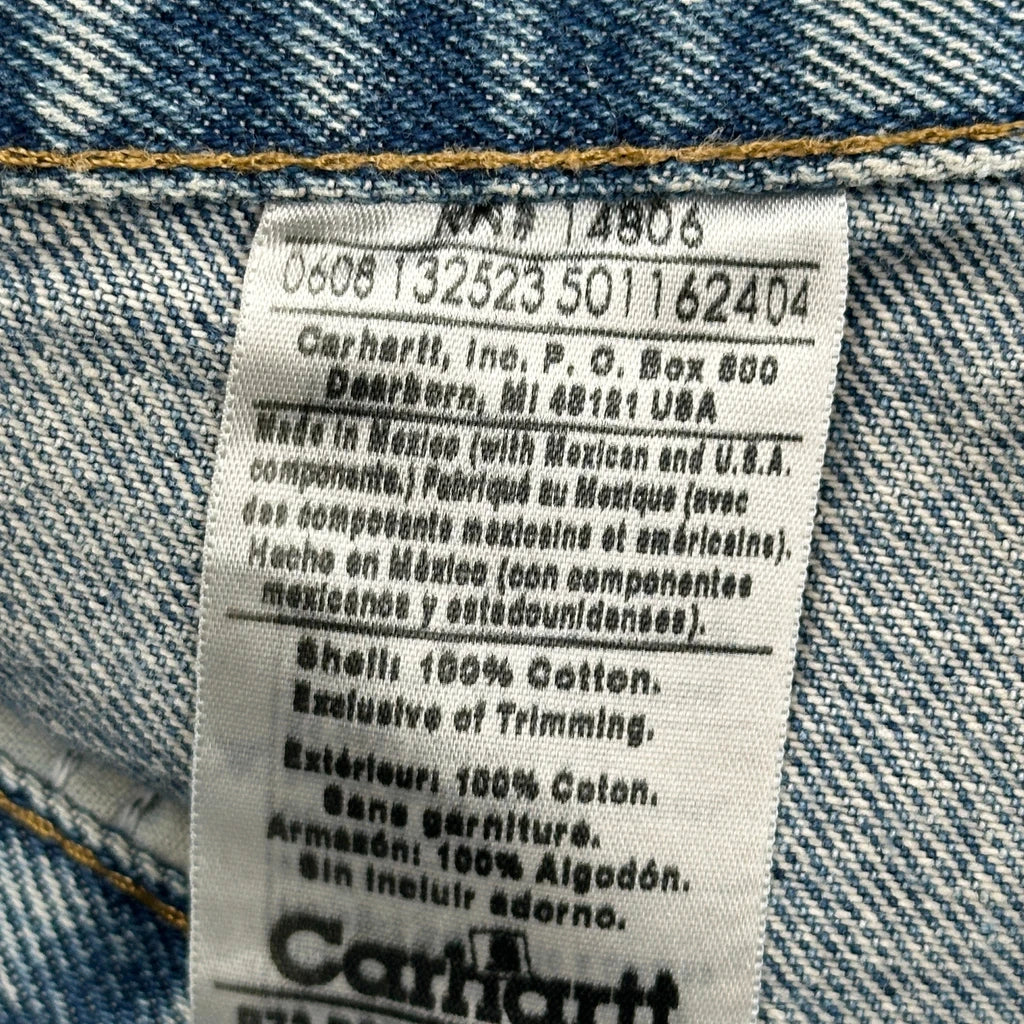 RN# 14806
0608 132523 501162404
Carhartt, Inc. P. O. Box 600
Dearborn, MI 48121 USA
Made in Mexico (with Mexican and U.S.A.
components.) Fabriqué au Mexique (avec
des composants mexicains et américains).
Hecho en México (con componentes
mexicanos y estadounidenses).
Shell: 100% Cotton.
Exclusive of Trimming.
Extérieur: 100% Coton.
Sans garniture.
Armazón: 100% Algodón.
Sin incluir adorno.
Carhartt